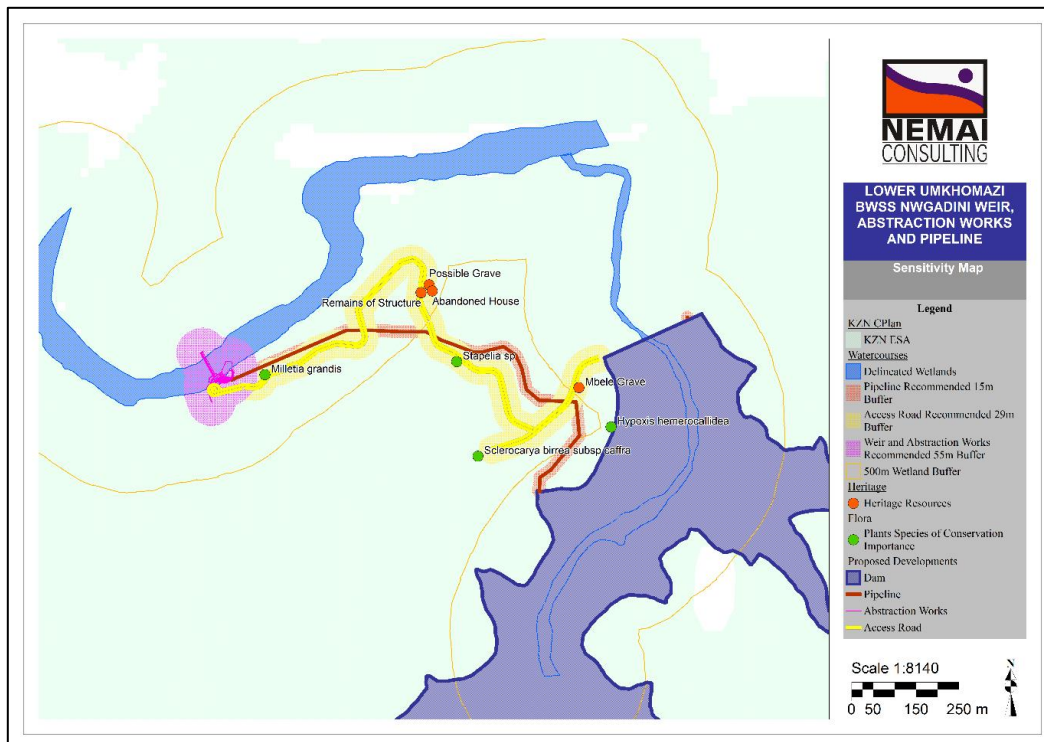 Possible Grave
Remains of Structure
Abandoned House
Stapelia sp.
Milletia grandis
Mbele Grave
Hypoxis hemerocallidea
Sclerocarya birrea subsp caffra
NEMAI
CONSULTING
LOWER UMKHOMAZI
BWSS NWGADINI WEIR,
ABSTRACTION WORKS
AND PIPELINE
Sensitivity Map
Legend
KZN CPlan
KZN ESA
Watercourses
Delineated Wetlands
Pipeline Recommended 15m
Buffer
Access Road Recommended 29m
Buffer
Weir and Abstraction Works
Recommended 55m Buffer
500m Wetland Buffer
Heritage
Heritage Resources
Flora
Plants Species of Conservation
Importance
Proposed Developments
Dam
Pipeline
Abstraction Works
Access Road
Scale 1:8140
N
0 50 150 250 m